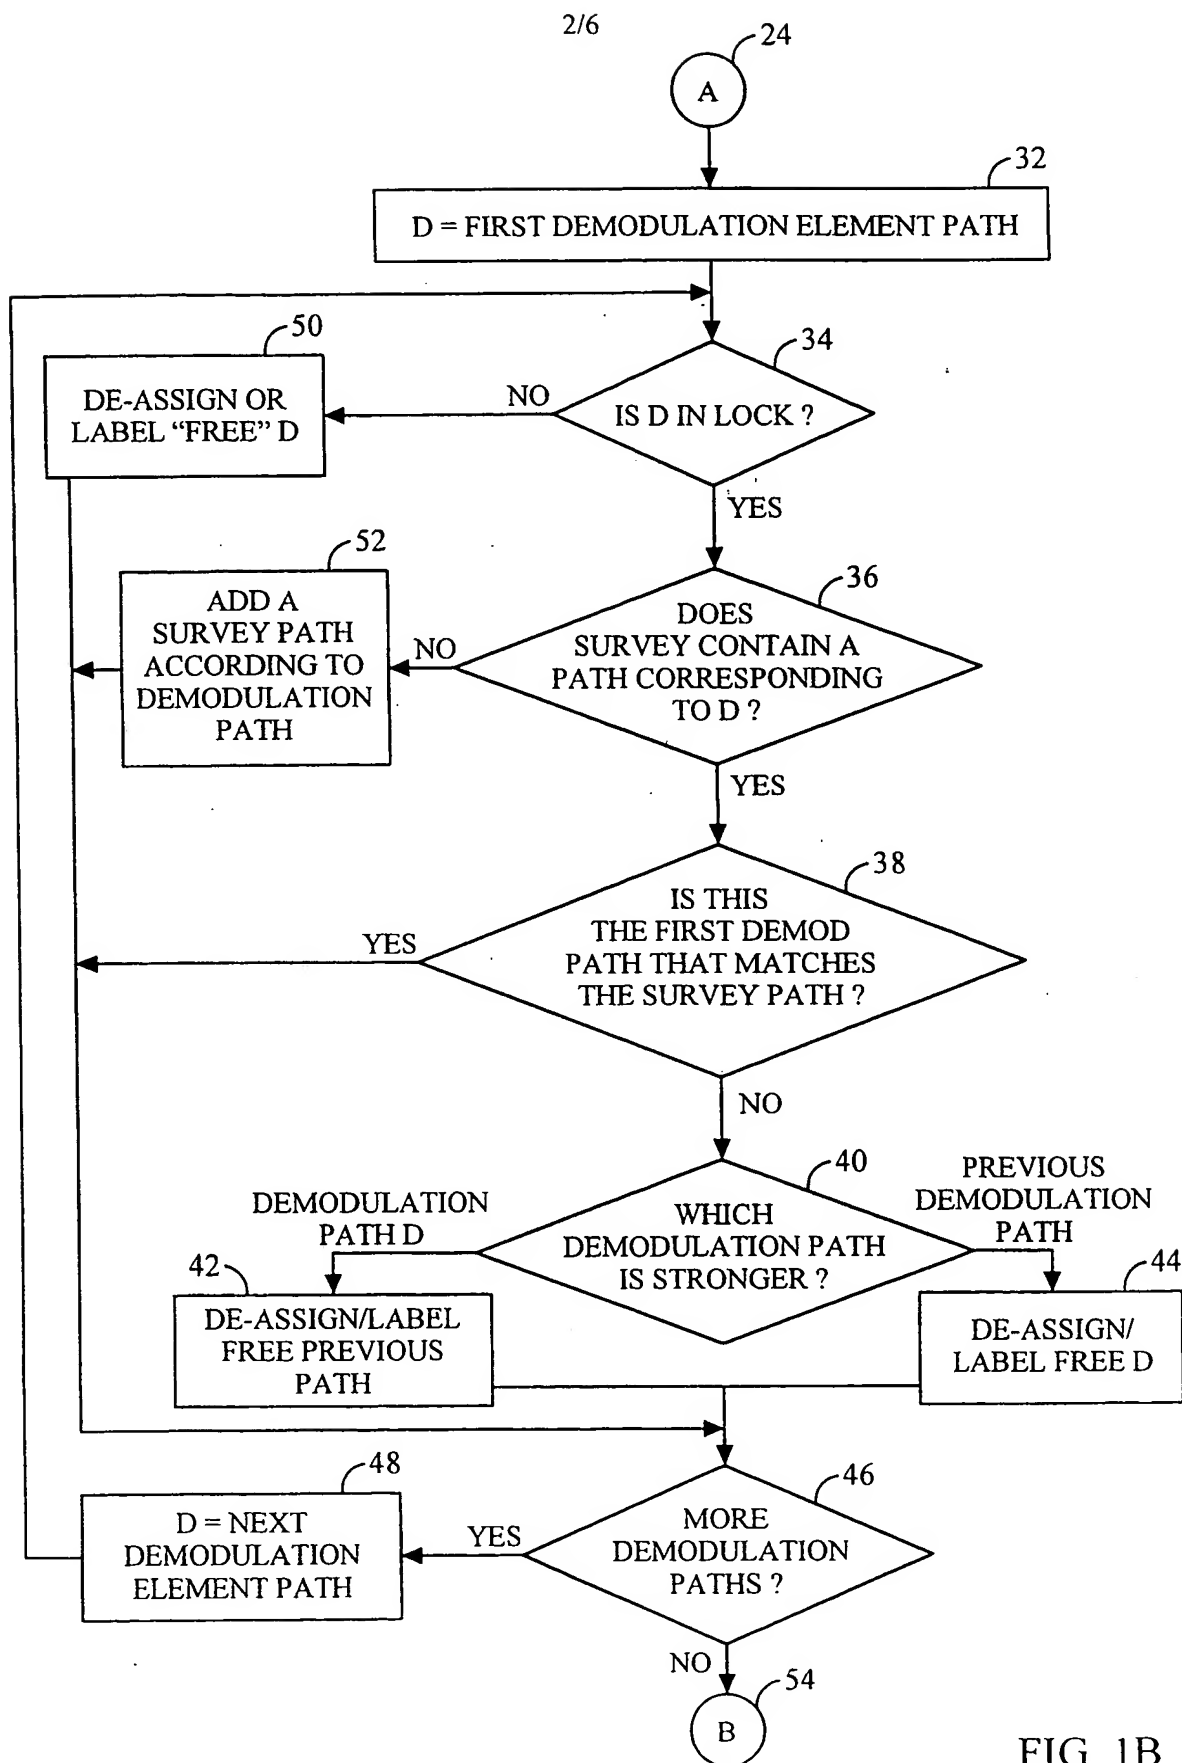 2/6
24
A
32
D = FIRST DEMODULATION ELEMENT PATH
50
DE-ASSIGN OR
LABEL “FREE” D
NO
34
IS D IN LOCK ?
YES
52
ADD A
SURVEY PATH
ACCORDING TO
DEMODULATION
PATH
NO
36
DOES
SURVEY CONTAIN A
PATH CORRESPONDING
TO D ?
YES
38
IS THIS
THE FIRST DEMOD
PATH THAT MATCHES
THE SURVEY PATH ?
YES
NO
40
WHICH
DEMODULATION PATH
IS STRONGER ?
DEMODULATION
PATH D
PREVIOUS
DEMODULATION
PATH
42
DE-ASSIGN/LABEL
FREE PREVIOUS
PATH
44
DE-ASSIGN/
LABEL FREE D
48
D = NEXT
DEMODULATION
ELEMENT PATH
YES
46
MORE
DEMODULATION
PATHS ?
NO
54
B
FIG. 1B